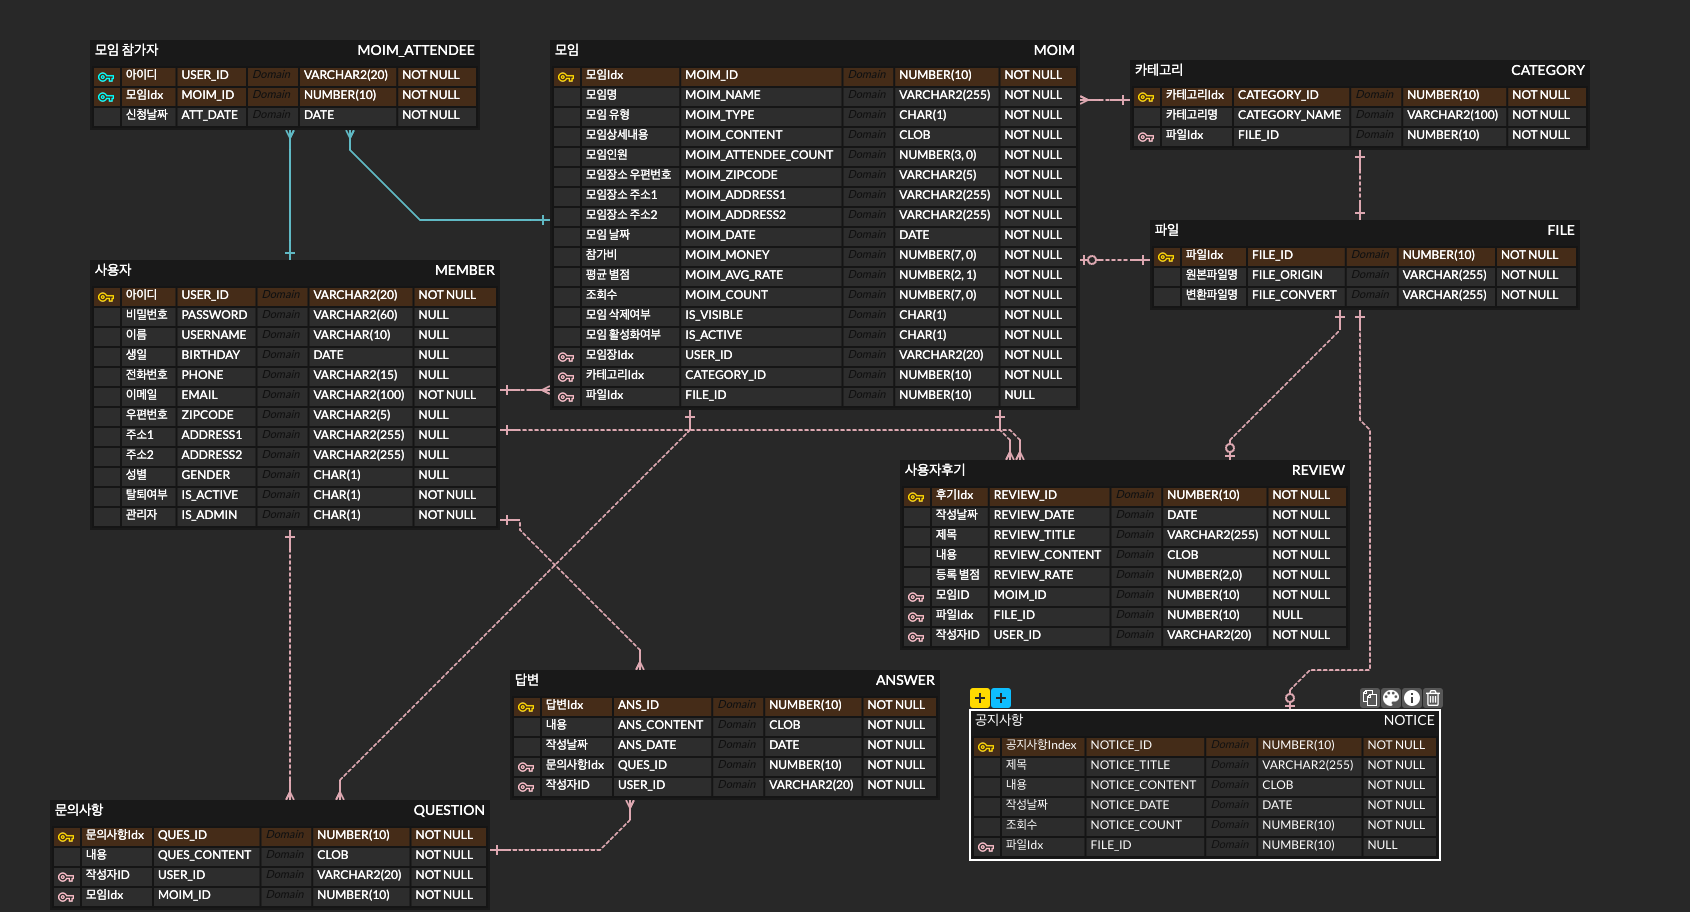 모임 참가자 MOIM_ATTENDEE
아이디 USER_ID Domain VARCHAR2(20) NOT NULL
모임Idx MOIM_ID Domain NUMBER(10) NOT NULL
신청날짜 ATT_DATE Domain DATE NOT NULL
모임 MOIM
모임Idx MOIM_ID Domain NUMBER(10) NOT NULL
모임명 MOIM_NAME Domain VARCHAR2(255) NOT NULL
모임 유형 MOIM_TYPE Domain CHAR(1) NOT NULL
모임상세내용 MOIM_CONTENT Domain CLOB NOT NULL
모임인원 MOIM_ATTENDEE_COUNT Domain NUMBER(3, 0) NOT NULL
모임장소 우편번호 MOIM_ZIPCODE Domain VARCHAR2(5) NOT NULL
모임장소 주소1 MOIM_ADDRESS1 Domain VARCHAR2(255) NOT NULL
모임장소 주소2 MOIM_ADDRESS2 Domain VARCHAR2(255) NOT NULL
모임 날짜 MOIM_DATE Domain DATE NOT NULL
참가비 MOIM_MONEY Domain NUMBER(7, 0) NOT NULL
평균 별점 MOIM_AVG_RATE Domain NUMBER(2, 1) NOT NULL
조회수 MOIM_COUNT Domain NUMBER(7, 0) NOT NULL
모임 삭제여부 IS_VISIBLE Domain CHAR(1) NOT NULL
모임 활성화여부 IS_ACTIVE Domain CHAR(1) NOT NULL
모임장Idx USER_ID Domain VARCHAR2(20) NOT NULL
카테고리Idx CATEGORY_ID Domain NUMBER(10) NOT NULL
파일Idx FILE_ID Domain NUMBER(10) NULL
카테고리 CATEGORY
카테고리Idx CATEGORY_ID Domain NUMBER(10) NOT NULL
카테고리명 CATEGORY_NAME Domain VARCHAR2(100) NOT NULL
파일Idx FILE_ID Domain NUMBER(10) NOT NULL
파일 FILE
파일Idx FILE_ID Domain NUMBER(10) NOT NULL
원본파일명 FILE_ORIGIN Domain VARCHAR(255) NOT NULL
변환파일명 FILE_CONVERT Domain VARCHAR(255) NOT NULL
사용자 MEMBER
아이디 USER_ID Domain VARCHAR2(20) NOT NULL
비밀번호 PASSWORD Domain VARCHAR2(60) NULL
이름 USERNAME Domain VARCHAR(10) NULL
생일 BIRTHDAY Domain DATE NULL
전화번호 PHONE Domain VARCHAR2(15) NULL
이메일 EMAIL Domain VARCHAR2(100) NOT NULL
우편번호 ZIPCODE Domain VARCHAR2(5) NULL
주소1 ADDRESS1 Domain VARCHAR2(255) NULL
주소2 ADDRESS2 Domain VARCHAR2(255) NULL
성별 GENDER Domain CHAR(1) NULL
탈퇴여부 IS_ACTIVE Domain CHAR(1) NOT NULL
관리자 IS_ADMIN Domain CHAR(1) NOT NULL
사용자후기 REVIEW
후기Idx REVIEW_ID Domain NUMBER(10) NOT NULL
작성날짜 REVIEW_DATE Domain DATE NOT NULL
제목 REVIEW_TITLE Domain VARCHAR2(255) NOT NULL
내용 REVIEW_CONTENT Domain CLOB NOT NULL
등록 별점 REVIEW_RATE Domain NUMBER(2,0) NOT NULL
모임ID MOIM_ID Domain NUMBER(10) NOT NULL
파일Idx FILE_ID Domain NUMBER(10) NULL
작성자ID USER_ID Domain VARCHAR2(20) NOT NULL
답변 ANSWER
답변Idx ANS_ID Domain NUMBER(10) NOT NULL
내용 ANS_CONTENT Domain CLOB NOT NULL
작성날짜 ANS_DATE Domain DATE NOT NULL
문의사항Idx QUES_ID Domain NUMBER(10) NOT NULL
작성자ID USER_ID Domain VARCHAR2(20) NOT NULL
공지사항 NOTICE
공지사항Index NOTICE_ID Domain NUMBER(10) NOT NULL
제목 NOTICE_TITLE Domain VARCHAR2(255) NOT NULL
내용 NOTICE_CONTENT Domain CLOB NOT NULL
작성날짜 NOTICE_DATE Domain DATE NOT NULL
조회수 NOTICE_COUNT Domain NUMBER(10) NOT NULL
파일Idx FILE_ID Domain NUMBER(10) NULL
문의사항 QUESTION
문의사항Idx QUES_ID Domain NUMBER(10) NOT NULL
내용 QUES_CONTENT Domain CLOB NOT NULL
작성자ID USER_ID Domain VARCHAR2(20) NOT NULL
모임Idx MOIM_ID Domain NUMBER(10) NOT NULL